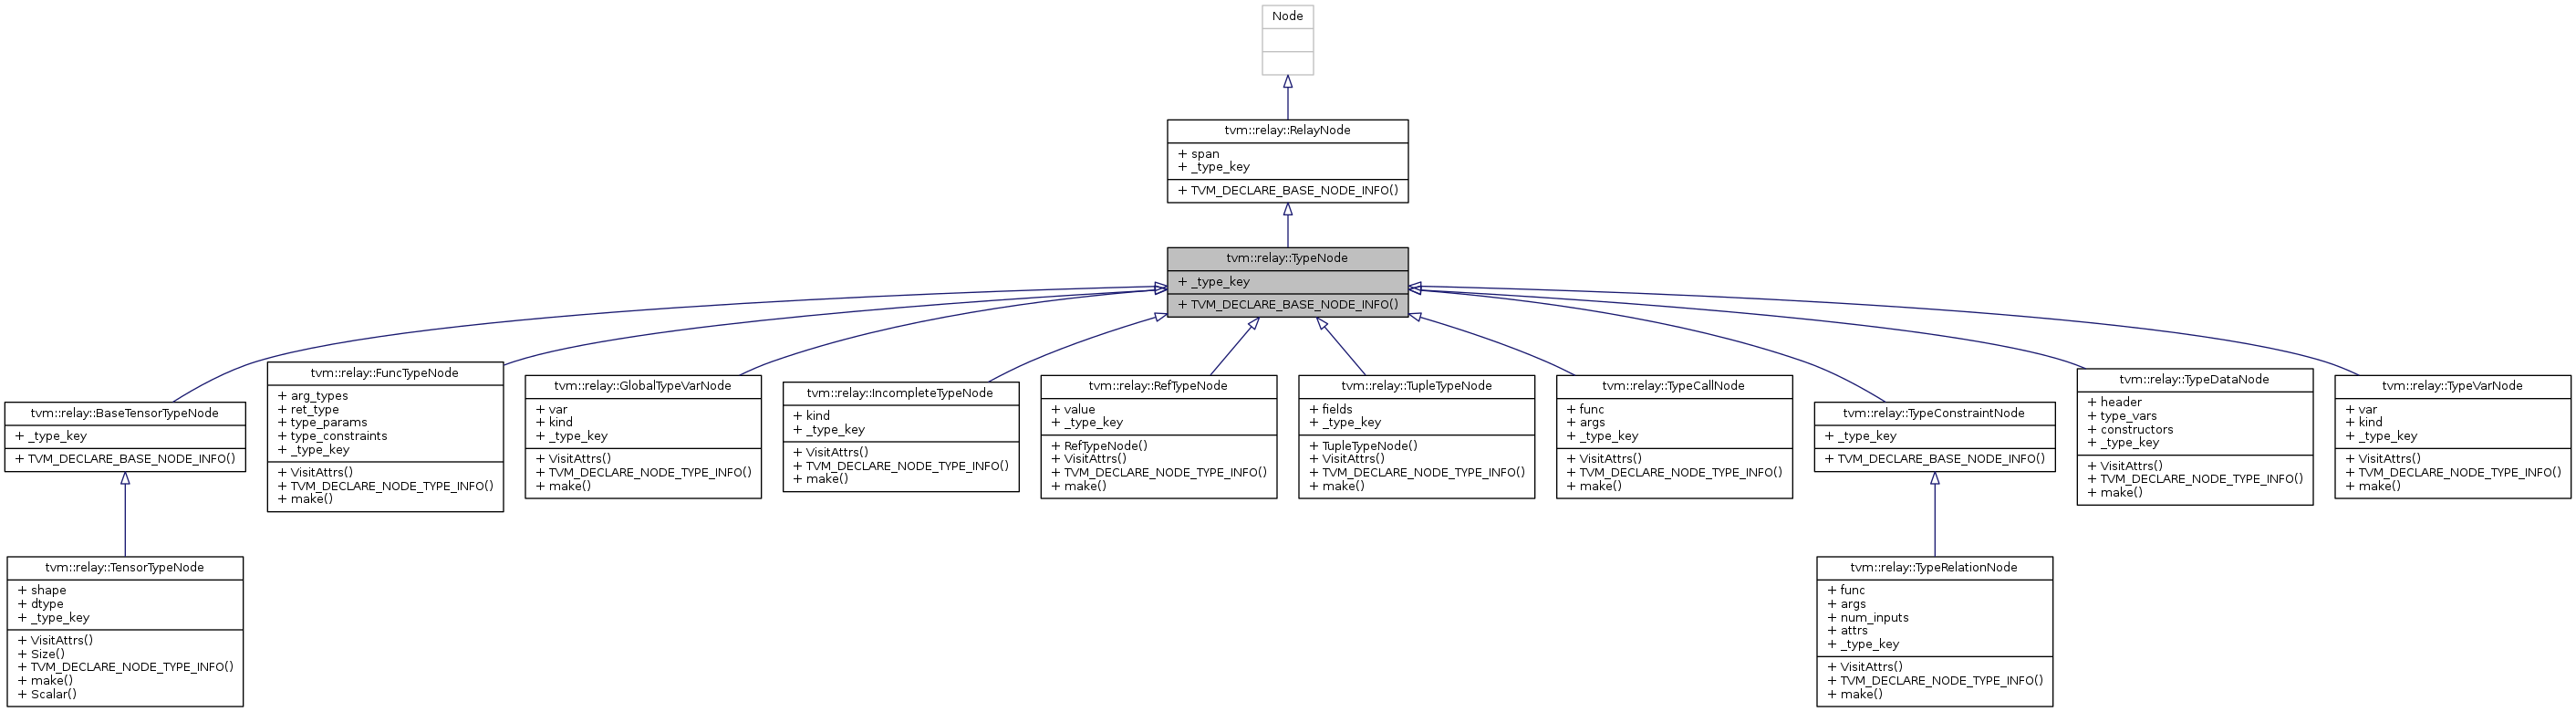 Node
tvm::relay::RelayNode
+ span
+ _type_key
+ TVM_DECLARE_BASE_NODE_INFO()
tvm::relay::TypeNode
+ _type_key
+ TVM_DECLARE_BASE_NODE_INFO()
tvm::relay::BaseTensorTypeNode
+ _type_key
+ TVM_DECLARE_BASE_NODE_INFO()
tvm::relay::FuncTypeNode
+ arg_types
+ ret_type
+ type_params
+ type_constraints
+ _type_key
+ VisitAttrs()
+ TVM_DECLARE_NODE_TYPE_INFO()
+ make()
tvm::relay::GlobalTypeVarNode
+ var
+ kind
+ _type_key
+ VisitAttrs()
+ TVM_DECLARE_NODE_TYPE_INFO()
+ make()
tvm::relay::IncompleteTypeNode
+ kind
+ _type_key
+ VisitAttrs()
+ TVM_DECLARE_NODE_TYPE_INFO()
+ make()
tvm::relay::RefTypeNode
+ value
+ _type_key
+ RefTypeNode()
+ VisitAttrs()
+ TVM_DECLARE_NODE_TYPE_INFO()
+ make()
tvm::relay::TupleTypeNode
+ fields
+ _type_key
+ TupleTypeNode()
+ VisitAttrs()
+ TVM_DECLARE_NODE_TYPE_INFO()
+ make()
tvm::relay::TypeCallNode
+ func
+ args
+ _type_key
+ VisitAttrs()
+ TVM_DECLARE_NODE_TYPE_INFO()
+ make()
tvm::relay::TypeConstraintNode
+ _type_key
+ TVM_DECLARE_BASE_NODE_INFO()
tvm::relay::TypeDataNode
+ header
+ type_vars
+ constructors
+ _type_key
+ VisitAttrs()
+ TVM_DECLARE_NODE_TYPE_INFO()
+ make()
tvm::relay::TypeVarNode
+ var
+ kind
+ _type_key
+ VisitAttrs()
+ TVM_DECLARE_NODE_TYPE_INFO()
+ make()
tvm::relay::TensorTypeNode
+ shape
+ dtype
+ _type_key
+ VisitAttrs()
+ Size()
+ TVM_DECLARE_NODE_TYPE_INFO()
+ make()
+ Scalar()
tvm::relay::TypeRelationNode
+ func
+ args
+ num_inputs
+ attrs
+ _type_key
+ VisitAttrs()
+ TVM_DECLARE_NODE_TYPE_INFO()
+ make()